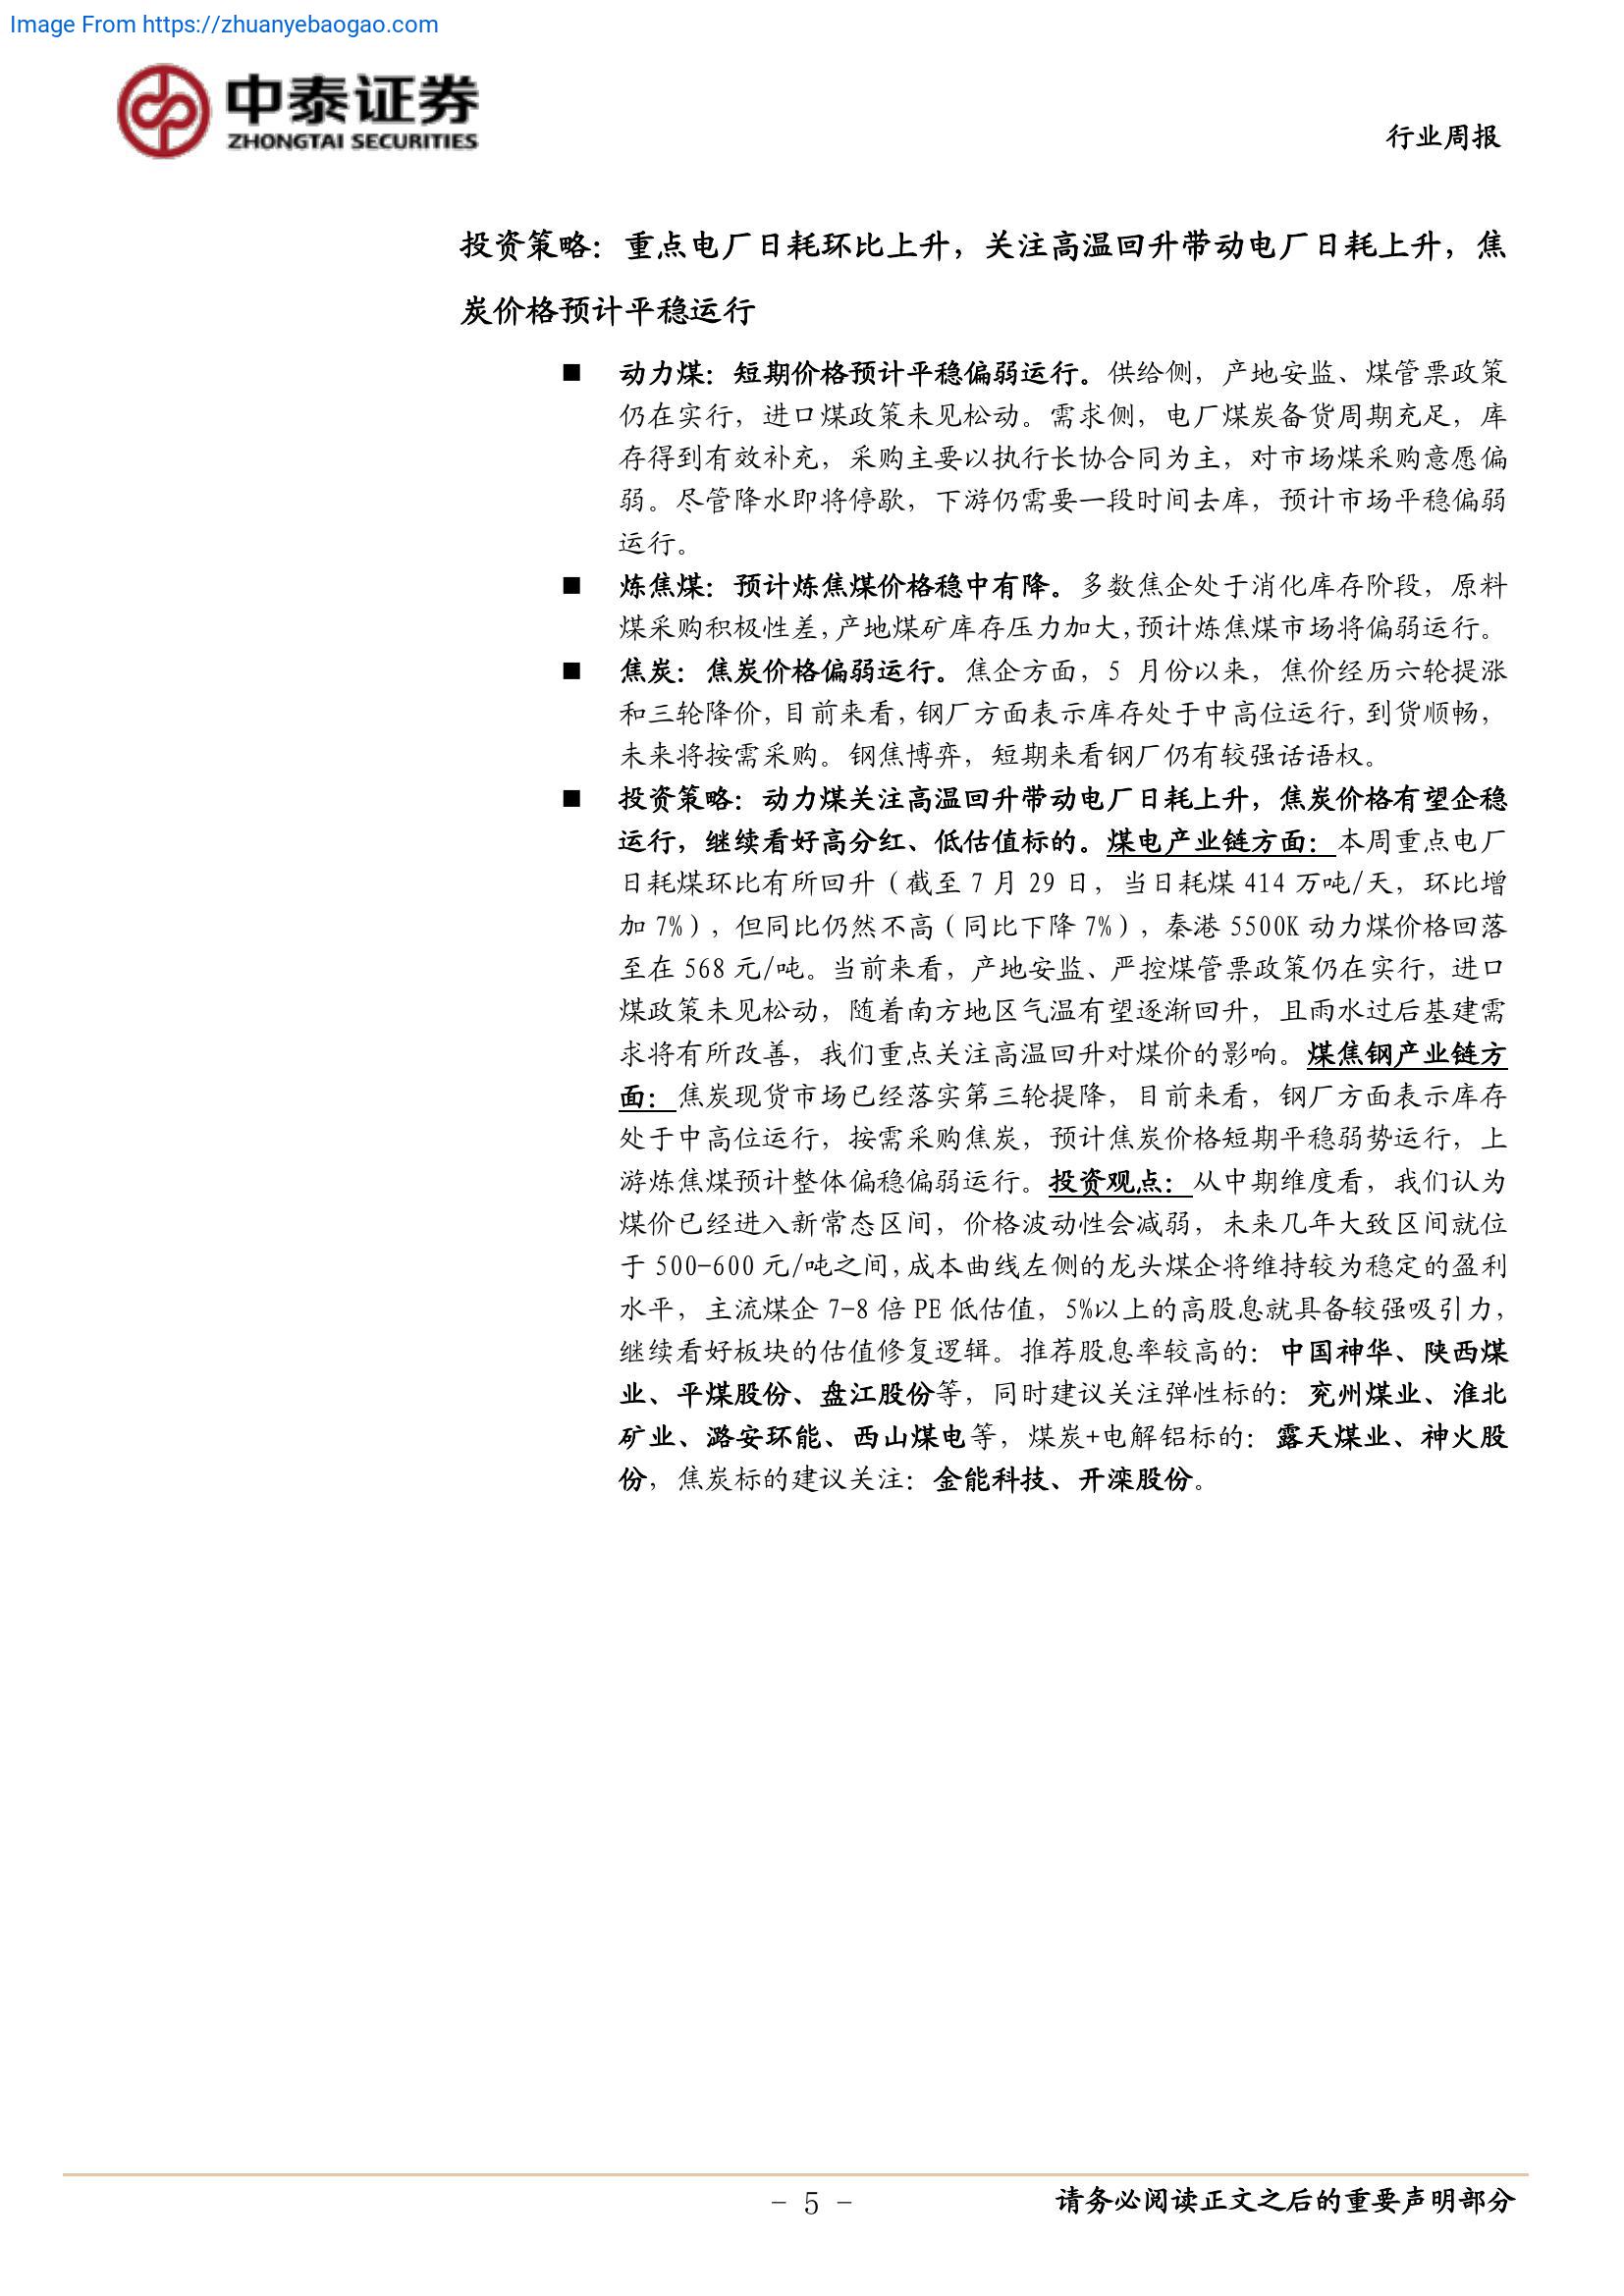 Image From https://zhuanyebaogao.com
中泰证券
ZHONGTAI SECURITIES
行业周报
投资策略：重点电厂日耗环比上升，关注高温回升带动电厂日耗上升，焦
炭价格预计平稳运行
■ 动力煤：短期价格预计平稳偏弱运行。供给侧，产地安监、煤管票政策
仍在实行，进口煤政策未见松动。需求侧，电厂煤炭备货周期充足，库
存得到有效补充，采购主要以执行长协合同为主，对市场煤采购意愿偏
弱。尽管降水即将停歇，下游仍需要一段时间去库，预计市场平稳偏弱
运行。
■ 炼焦煤：预计炼焦煤价格稳中有降。多数焦企处于消化库存阶段，原料
煤采购积极性差，产地煤矿库存压力加大，预计炼焦煤市场将偏弱运行。
■ 焦炭：焦炭价格偏弱运行。焦企方面，5 月份以来，焦价经历六轮提涨
和三轮降价，目前来看，钢厂方面表示库存处于中高位运行，到货顺畅，
未来将按需采购。钢焦博弈，短期来看钢厂仍有较强话语权。
■ 投资策略：动力煤关注高温回升带动电厂日耗上升，焦炭价格有望企稳
运行，继续看好高分红、低估值标的。煤电产业链方面：本周重点电厂
日耗煤环比有所回升（截至 7 月 29 日，当日耗煤 414 万吨/天，环比增
加 7%），但同比仍然不高（同比下降 7%），秦港 5500K 动力煤价格回落
至在 568 元/吨。当前来看，产地安监、严控煤管票政策仍在实行，进口
煤政策未见松动，随着南方地区气温有望逐渐回升，且雨水过后基建需
求将有所改善，我们重点关注高温回升对煤价的影响。煤焦钢产业链方
面：焦炭现货市场已经落实第三轮提降，目前来看，钢厂方面表示库存
处于中高位运行，按需采购焦炭，预计焦炭价格短期平稳弱势运行，上
游炼焦煤预计整体偏稳偏弱运行。投资观点：从中期维度看，我们认为
煤价已经进入新常态区间，价格波动性会减弱，未来几年大致区间就位
于 500-600 元/吨之间，成本曲线左侧的龙头煤企将维持较为稳定的盈利
水平，主流煤企 7-8 倍 PE 低估值，5%以上的高股息就具备较强吸引力，
继续看好板块的估值修复逻辑。推荐股息率较高的：中国神华、陕西煤
业、平煤股份、盘江股份等，同时建议关注弹性标的：兖州煤业、淮北
矿业、潞安环能、西山煤电等，煤炭+电解铝标的：露天煤业、神火股
份，焦炭标的建议关注：金能科技、开滦股份。
- 5 -
请务必阅读正文之后的重要声明部分